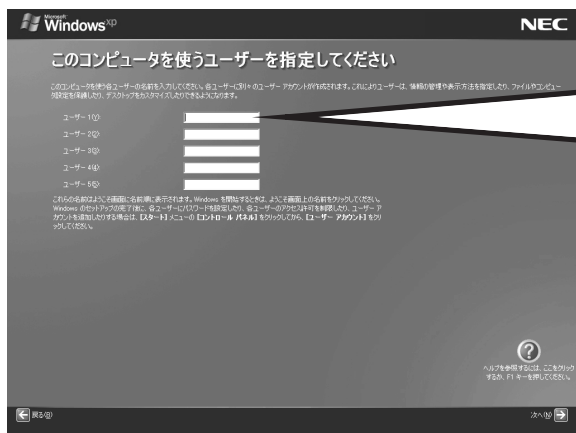 Microsoft
Windows xp
NEC
このコンピュータを使うユーザーを指定してください
このコンピュータを使う各ユーザーの名前を入力してください。各ユーザーに別々のユーザー アカウントが作成されます。これによりユーザーは、情報の管理や表示方法を指定したり、ファイルやコンピュー
タ設定を保護したり、デスクトップをカスタマイズしたりできるようになります。
ユーザー 1(Y):
ユーザー 2(2):
ユーザー 3(3):
ユーザー 4(4):
ユーザー 5(5):
これらの名前はようこそ画面に名前順に表示されます。Windows を開始するときは、ようこそ画面上の名前をクリックしてください。
Windows のセットアップの完了後に、各ユーザーにパスワードを設定したり、各ユーザーのアクセス許可を制限したり、ユーザー ア
カウントを追加したりする場合は、[スタート] メニューの [コントロール パネル] をクリックしてから、[ユーザー アカウント] をクリ
ックしてください。
ヘルプを参照するには、ここをクリック
するか、F1 キーを押してください。
戻る(B)
次へ(N)